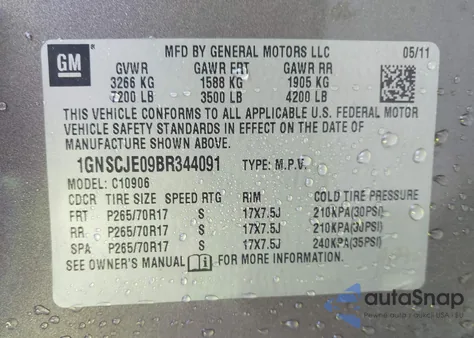 GM
MFD BY GENERAL MOTORS LLC 05/11
GVWR GAWR FRT GAWR RR
3266 KG 1588 KG 1905 KG
7200 LB 3500 LB 4200 LB
THIS VEHICLE CONFORMS TO ALL APPLICABLE U.S. FEDERAL MOTOR
VEHICLE SAFETY STANDARDS IN EFFECT ON THE DATE OF
MANUFACTURE SHOWN ABOVE.
1GNSCJE09BR344091 TYPE: M.P.V.
MODEL: C10906
CDCR TIRE SIZE SPEED RTG RIM COLD TIRE PRESSURE
FRT P265/70R17 S 17X7.5J 210KPA(30PSI)
RR P265/70R17 S 17X7.5J 210KPA(30PSI)
SPA P265/70R17 S 17X7.5J 240KPA(35PSI)
SEE OWNER'S MANUAL FOR MORE INFORMATION.
autoSnap